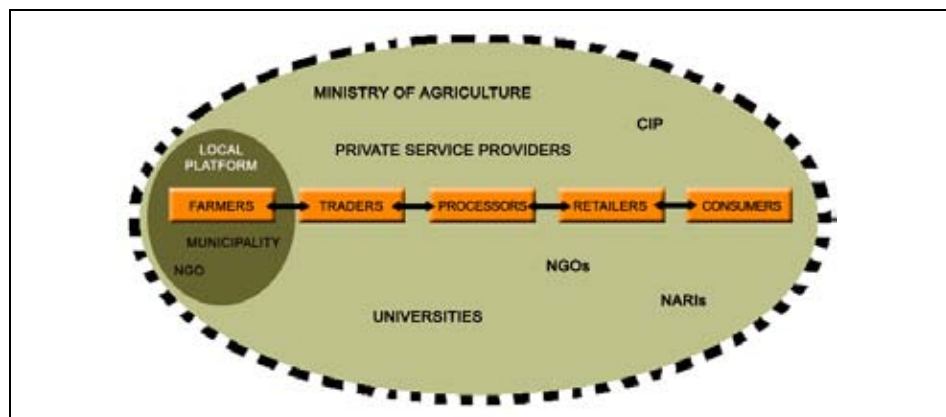 MINISTRY OF AGRICULTURE
CIP
LOCAL
PLATFORM
PRIVATE SERVICE PROVIDERS
FARMERS
TRADERS
PROCESSORS
RETAILERS
CONSUMERS
MUNICIPALITY
NGO
NGOs
NARIs
UNIVERSITIES